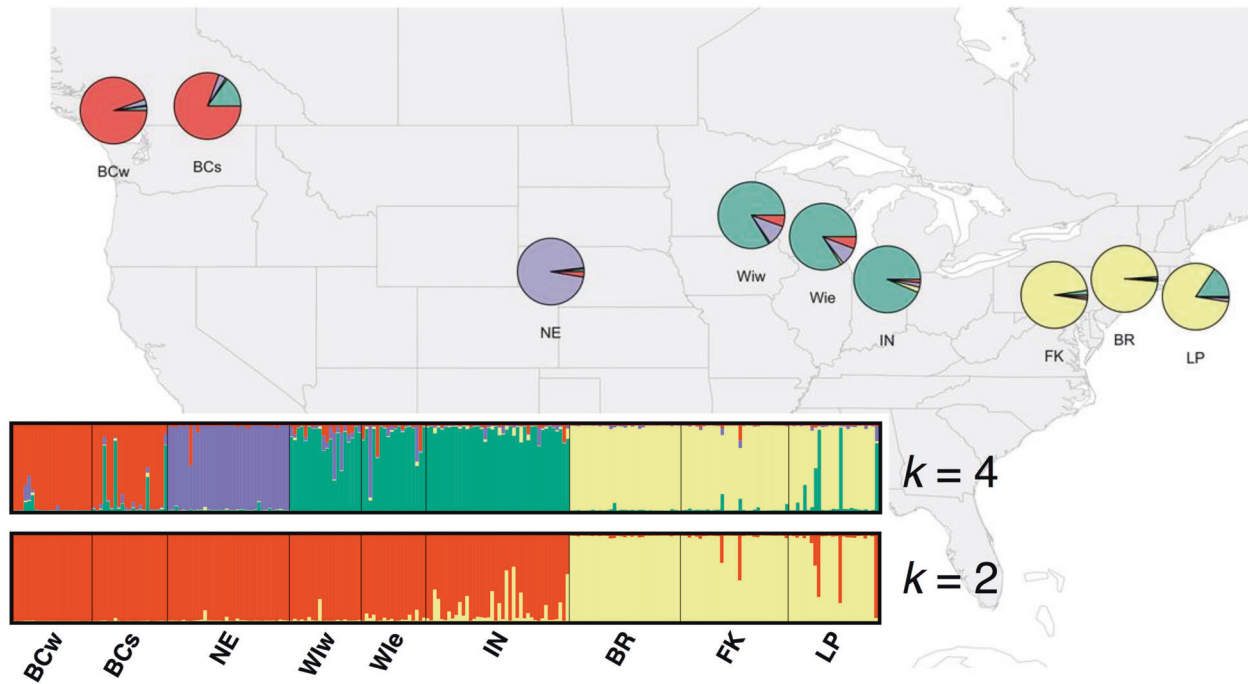 BCw
BCs
Wiw
Wie
NE
IN
FK
BR
LP
k = 4
k = 2
BCw
BCs
NE
WIw
WIe
IN
BR
FK
LP